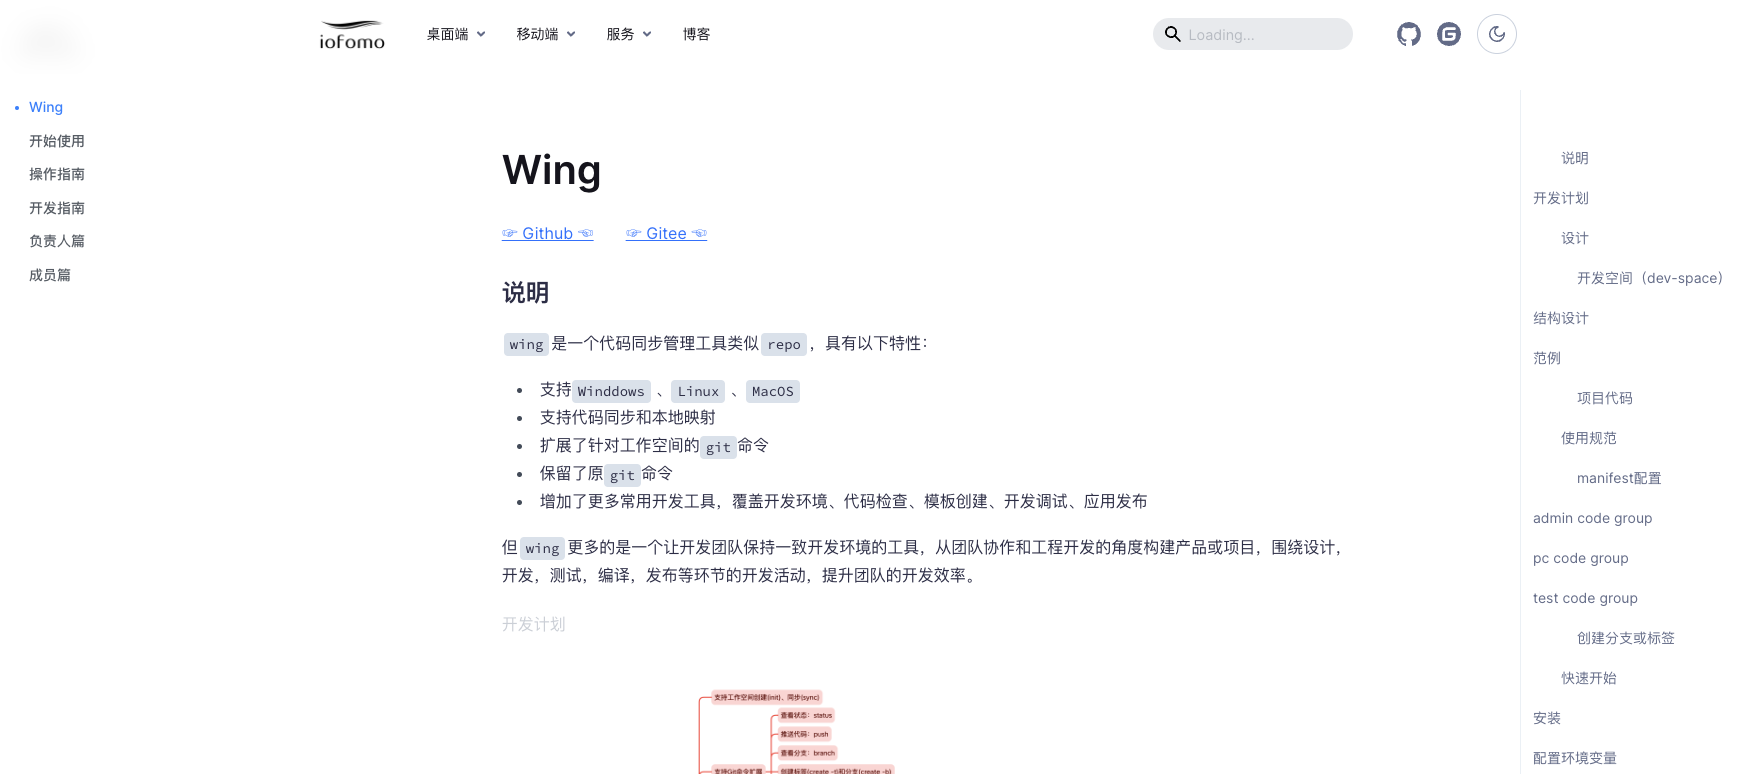 iofomo
桌面端
移动端
服务
博客
Loading...
Wing
开始使用
操作指南
开发指南
负责人篇
成员篇
Wing
☞ Github ☜ ☞ Gitee ☜
说明
wing 是一个代码同步管理工具类似 repo ，具有以下特性：
支持 Winddows 、 Linux 、 MacOS
支持代码同步和本地映射
扩展了针对工作空间的 git 命令
保留了原 git 命令
增加了更多常用开发工具，覆盖开发环境、代码检查、模板创建、开发调试、应用发布
但 wing 更多的是一个让开发团队保持一致开发环境的工具，从团队协作和工程开发的角度构建产品或项目，围绕设计，
开发，测试，编译，发布等环节的开发活动，提升团队的开发效率。
开发计划
支持工作空间创建(init)、同步(sync)
查看状态：status
推送代码：push
查看分支：branch
支持Git命令扩展
创建标签(create -t)和分支(create -b)
说明
开发计划
设计
开发空间（dev-space）
结构设计
范例
项目代码
使用规范
manifest配置
admin code group
pc code group
test code group
创建分支或标签
快速开始
安装
配置环境变量